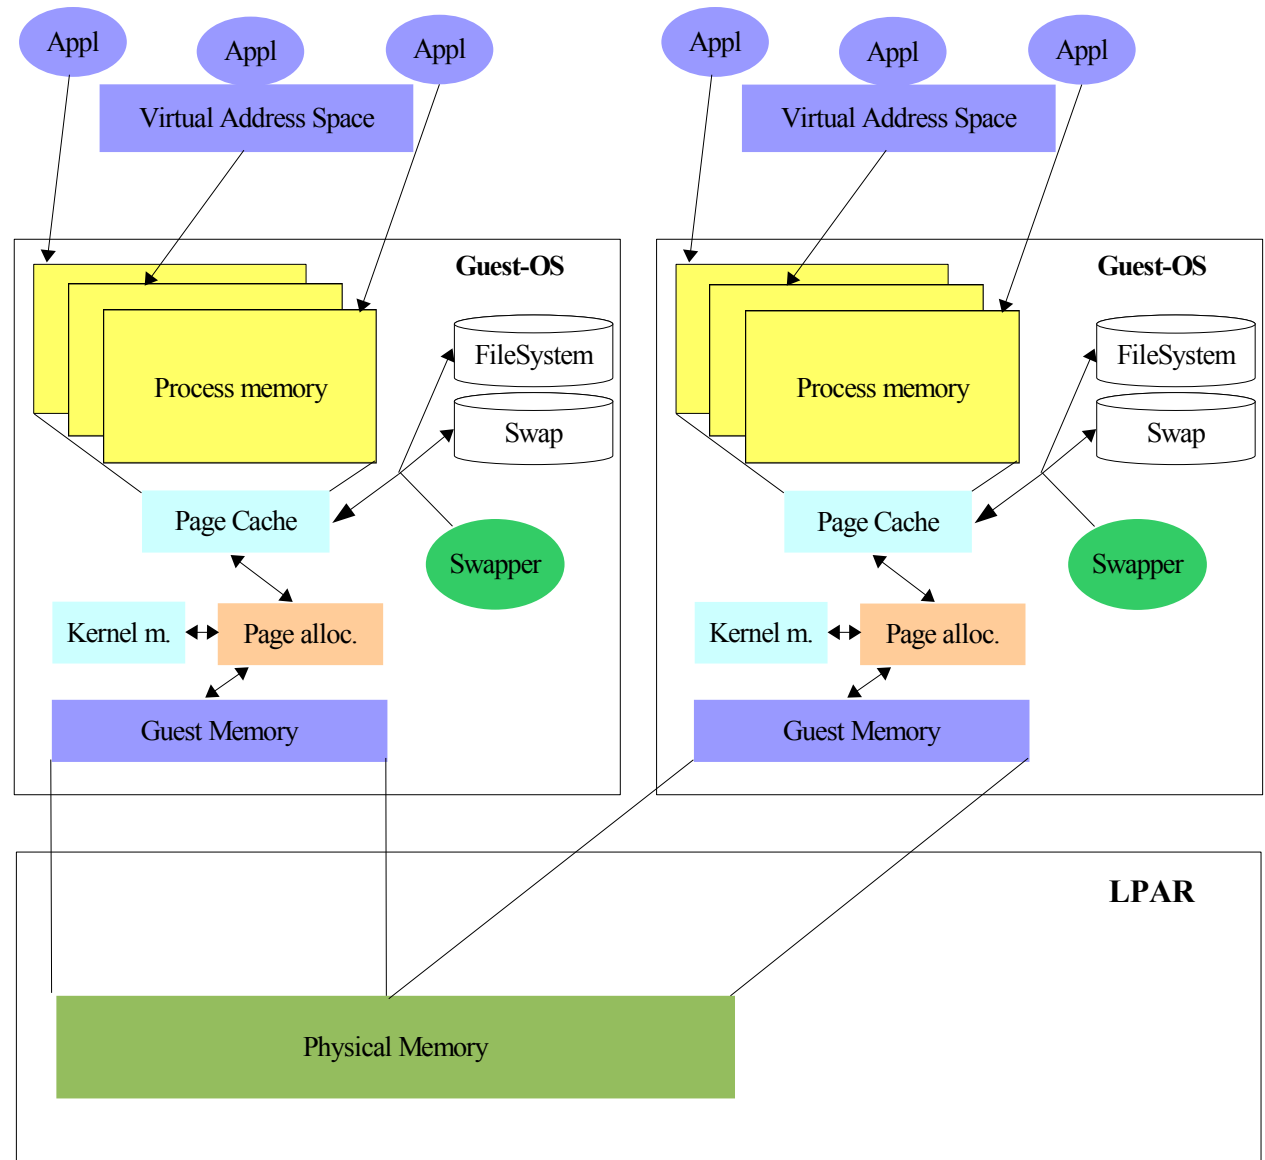 Appl
Appl
Appl
Virtual Address Space
Guest-OS
FileSystem
Process memory
Swap
Page Cache
Swapper
Kernel m.
Page alloc.
Guest Memory
Appl
Appl
Appl
Virtual Address Space
Guest-OS
FileSystem
Process memory
Swap
Page Cache
Swapper
Kernel m.
Page alloc.
Guest Memory
LPAR
Physical Memory